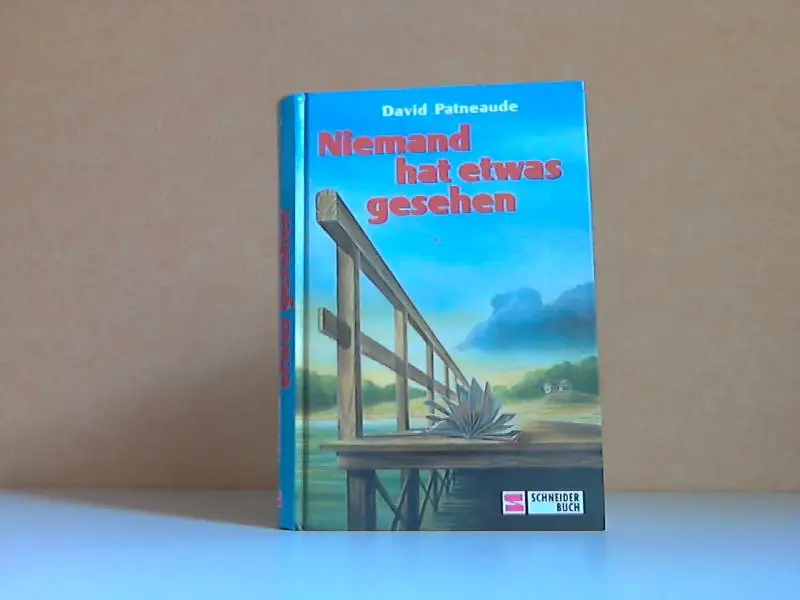 David Patneaude
Niemand
hat etwas
gesehen
SCHNEIDER
BUCH